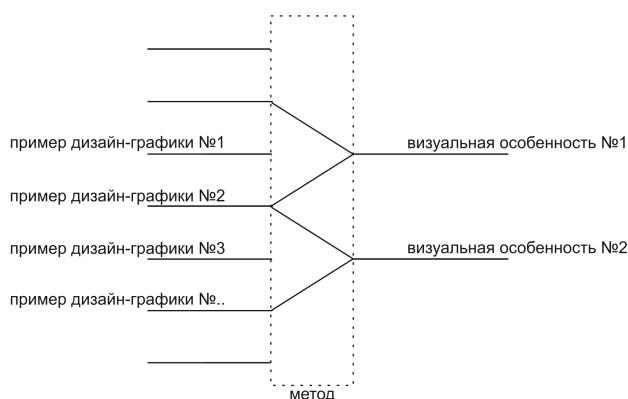 пример дизайн-графики №1
визуальная особенность №1
пример дизайн-графики №2
пример дизайн-графики №3
визуальная особенность №2
пример дизайн-графики №..
метод